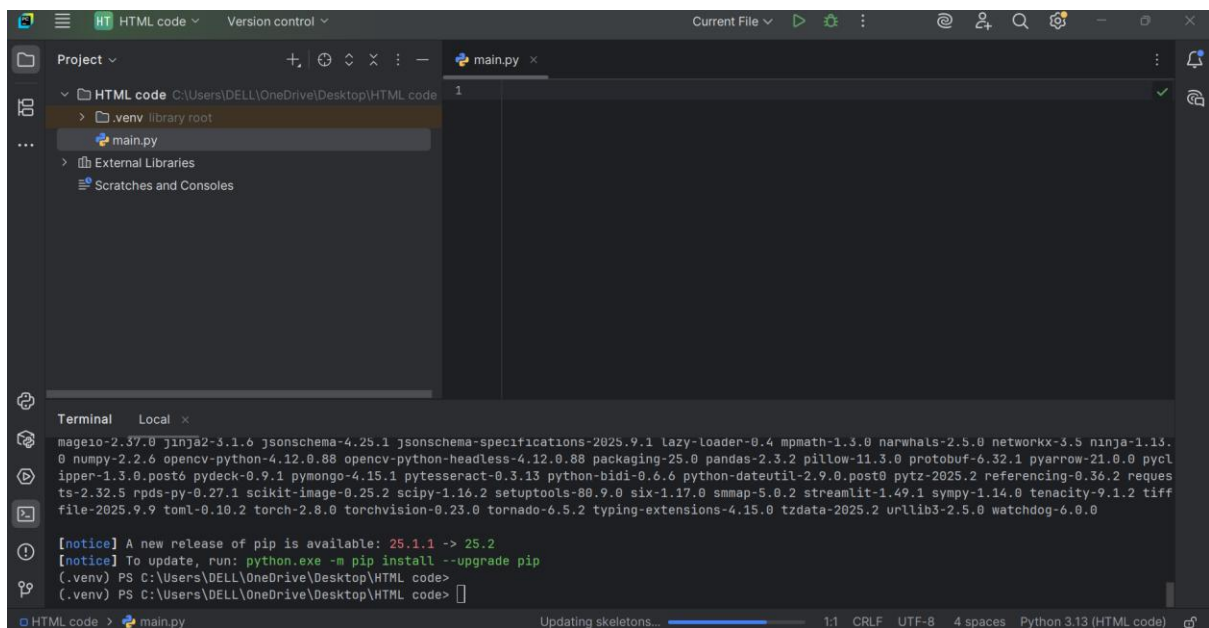 HT HTML code Version control Current File
Project
main.py
HTML code C:\Users\DELL\OneDrive\Desktop\HTML code
1
.venv library root
main.py
External Libraries
Scratches and Consoles
Terminal Local
mageio-2.37.0 jinja2-3.1.6 jsonschema-4.25.1 jsonschema-specifications-2025.9.1 lazy-loader-0.4 mpmath-1.3.0 narwhals-2.5.0 networkx-3.5 ninja-1.13.
0 numpy-2.2.6 opencv-python-4.12.0.88 opencv-python-headless-4.12.0.88 packaging-25.0 pandas-2.3.2 pillow-11.3.0 protobuf-6.32.1 pyarrow-21.0.0 pycl
ipper-1.3.0.post6 pydeck-0.9.1 pymongo-4.15.1 pytesseract-0.3.13 python-bidi-0.6.6 python-dateutil-2.9.0.post0 pytz-2025.2 referencing-0.36.2 reques
ts-2.32.5 rpds-py-0.27.1 scikit-image-0.25.2 scipy-1.16.2 setuptools-80.9.0 six-1.17.0 smmap-5.0.2 streamlit-1.49.1 sympy-1.14.0 tenacity-9.1.2 tiff
file-2025.9.9 toml-0.10.2 torch-2.8.0 torchvision-0.23.0 tornado-6.5.2 typing-extensions-4.15.0 tzdata-2025.2 urllib3-2.5.0 watchdog-6.0.0
[notice] A new release of pip is available: 25.1.1 -> 25.2
[notice] To update, run: python.exe -m pip install --upgrade pip
(.venv) PS C:\Users\DELL\OneDrive\Desktop\HTML code>
(.venv) PS C:\Users\DELL\OneDrive\Desktop\HTML code>
HTML code > main.py Updating skeletons... 1:1 CRLF UTF-8 4 spaces Python 3.13 (HTML code)